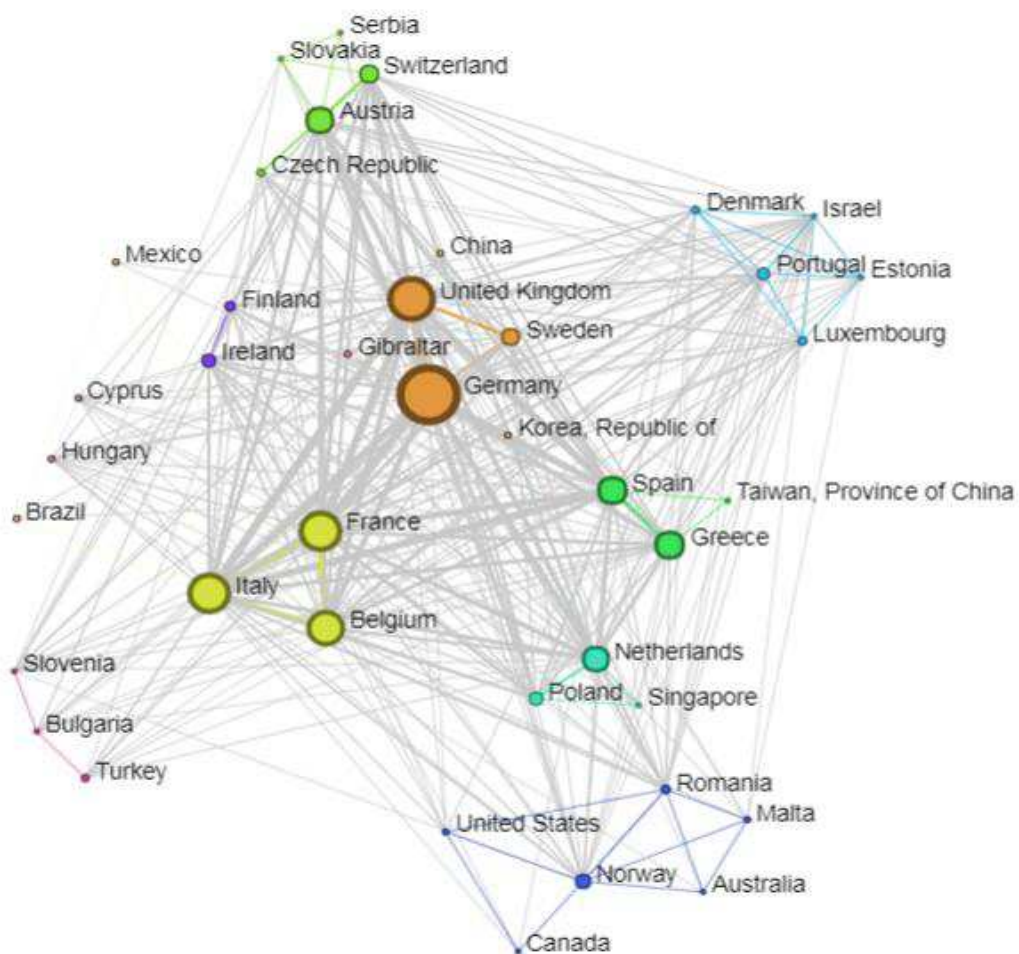 Serbia
Slovakia
Switzerland
Austria
Czech Republic
Denmark
Israel
China
Mexico
Portugal
Estonia
United Kingdom
Finland
Sweden
Luxembourg
Gibraltar
Ireland
Germany
Cyprus
Korea, Republic of
Hungary
Spain
Taiwan, Province of China
Brazil
France
Greece
Italy
Belgium
Netherlands
Slovenia
Poland
Singapore
Bulgaria
Turkey
Romania
Malta
United States
Norway
Australia
Canada